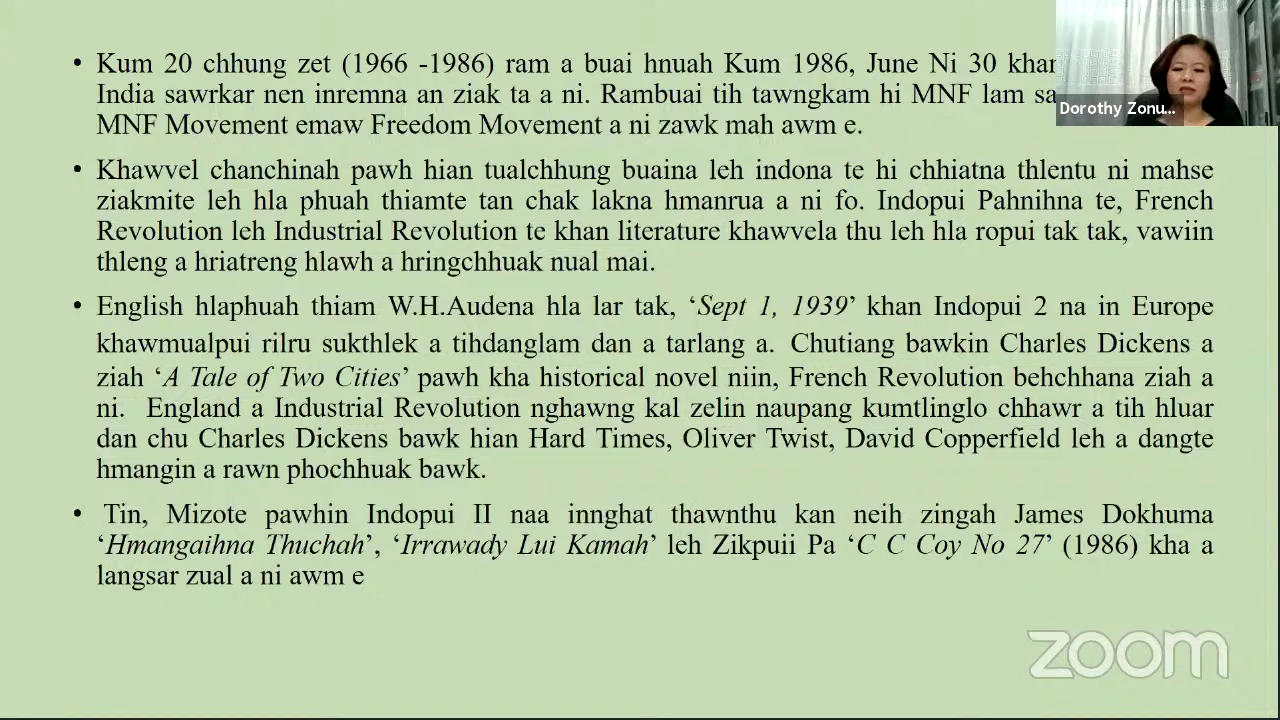 • Kum 20 chhung zet (1966 -1986) ram a buai hnuah Kum 1986, June Ni 30 khan
India sawrkar nen inremna an ziak ta a ni. Rambuai tih tawngkam hi MNF lam
MNF Movement emaw Freedom Movement a ni zawk mah awm e.
• Khawvel chanchinah pawh hian tualchhung buaina leh indona te hi chhiatna thlentu ni mahse
ziakmite leh hla phuah thiamte tan chak lakna hmanrua a ni fo. Indopui Pahnihna te, French
Revolution leh Industrial Revolution te khan literature khawvela thu leh hla ropui tak tak, vawiin
thleng a hriatreng hlawh a hringchhuak nual mai.
• English hlaphuah thiam W.H.Audena hla lar tak, ‘Sept 1, 1939’ khan Indopui 2 na in Europe
khawmualpui rilru sukthlek a tihdanglam dan a tarlang a. Chutiang bawkin Charles Dickens a
ziah ‘A Tale of Two Cities’ pawh kha historical novel niin, French Revolution behchhana ziah a
ni. England a Industrial Revolution nghawng kal zelin naupang kumtlinglo chhawr a tih hluar
dan chu Charles Dickens bawk hian Hard Times, Oliver Twist, David Copperfield leh a dangte
hmangin a rawn phochhuak bawk.
• Tin, Mizote pawhin Indopui II naa innghat thawnthu kan neih zingah James Dokhuma
‘Hmangaihna Thuchah’, ‘Irrawady Lui Kamah’ leh Zikpuii Pa ‘C C Coy No 27’ (1986) kha a
langsar zual a ni awm e
Dorothy Zonu...
zoom